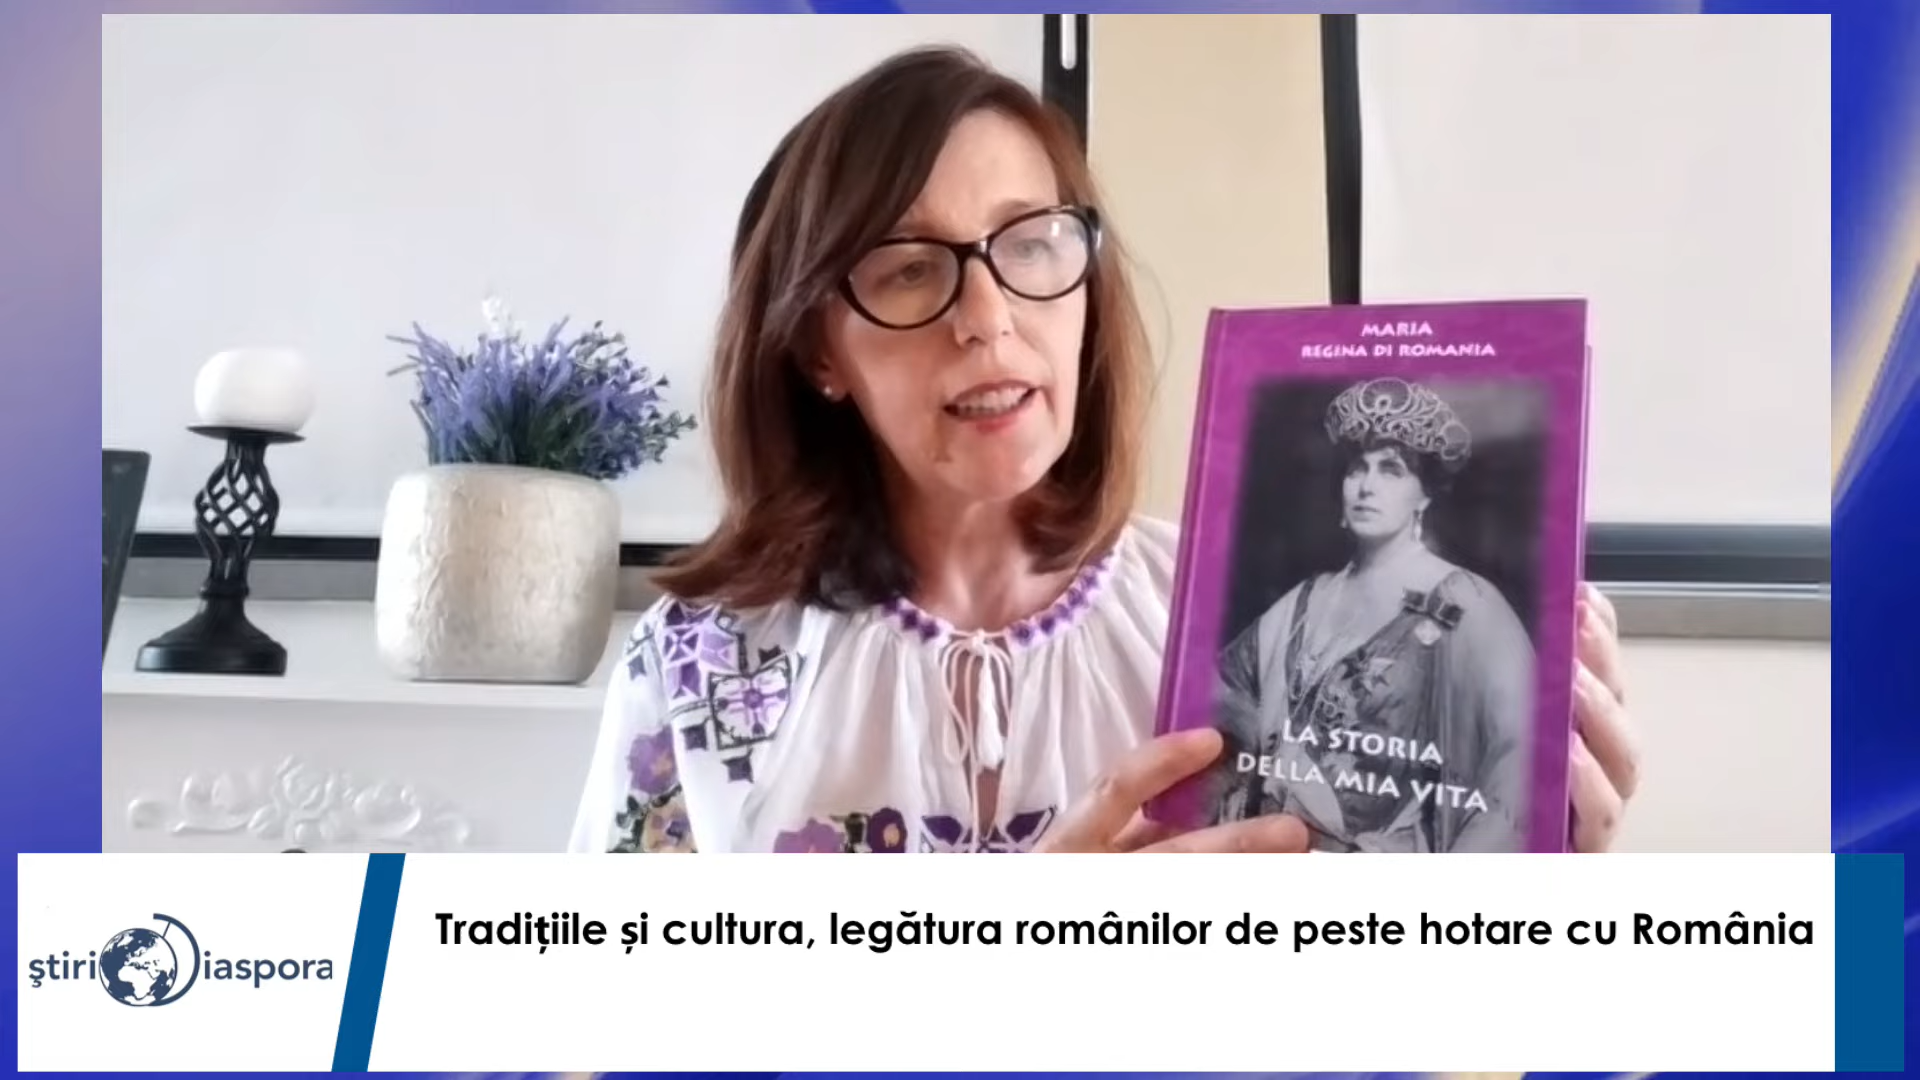 MARIA
REGINA DI ROMANIA
LA STORIA
DELLA MIA VITA
Tradițiile și cultura, legătura românilor de peste hotare cu România
știri Diaspora